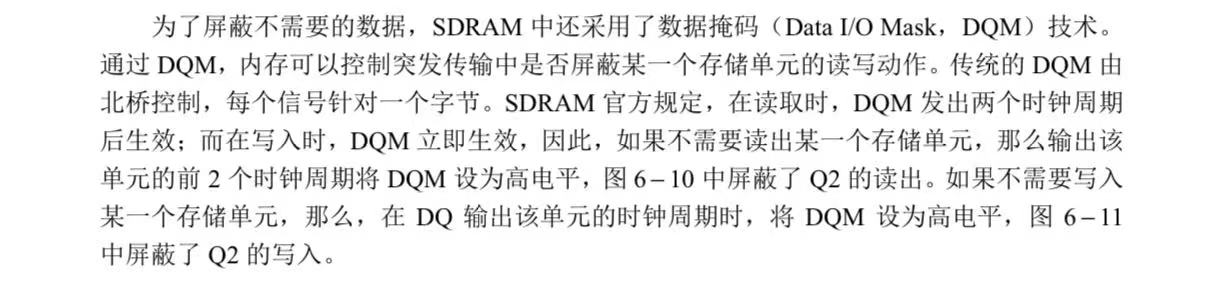 为了屏蔽不需要的数据，SDRAM 中还采用了数据掩码（Data I/O Mask，DQM）技术。
通过 DQM，内存可以控制突发传输中是否屏蔽某一个存储单元的读写动作。传统的 DQM 由
北桥控制，每个信号针对一个字节。SDRAM 官方规定，在读取时，DQM 发出两个时钟周期
后生效；而在写入时，DQM 立即生效，因此，如果不需要读出某一个存储单元，那么输出该
单元的前 2 个时钟周期将 DQM 设为高电平，图 6－10 中屏蔽了 Q2 的读出。如果不需要写入
某一个存储单元，那么，在 DQ 输出该单元的时钟周期时，将 DQM 设为高电平，图 6－11
中屏蔽了 Q2 的写入。